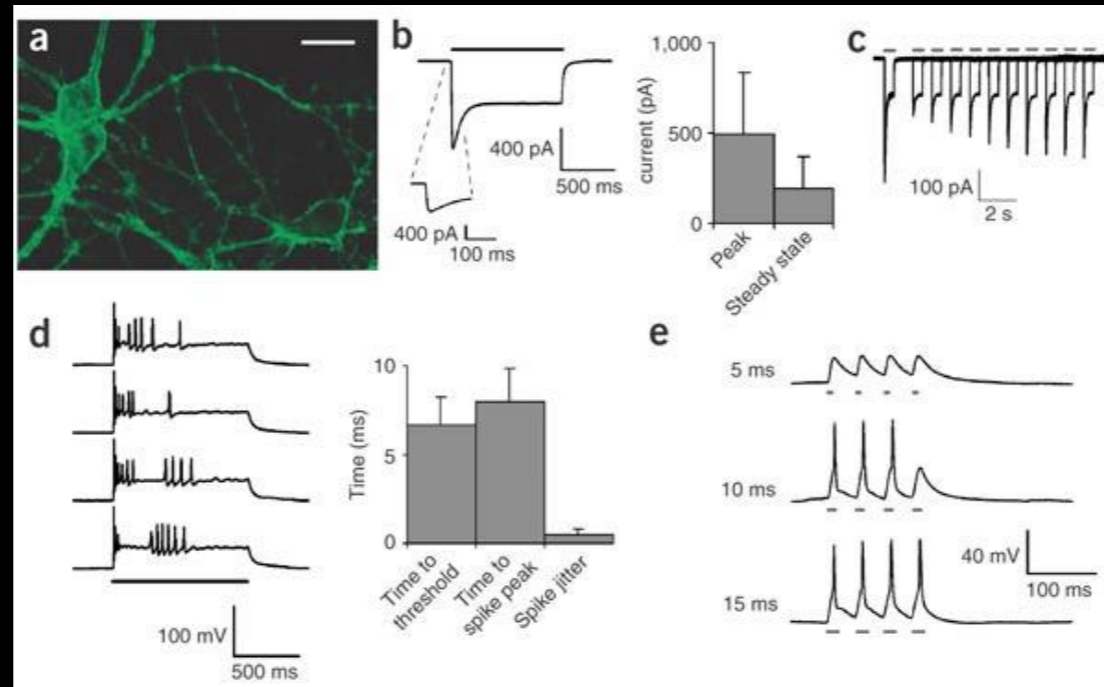 a
b
400 pA
500 ms
400 pA
100 ms
1,000
500
0
current (pA)
Peak
Steady state
c
100 pA
2 s
d
100 mV
500 ms
10
5
0
Time (ms)
Time to
threshold
Time to
spike peak
Spike jitter
e
5 ms
10 ms
15 ms
40 mV
100 ms